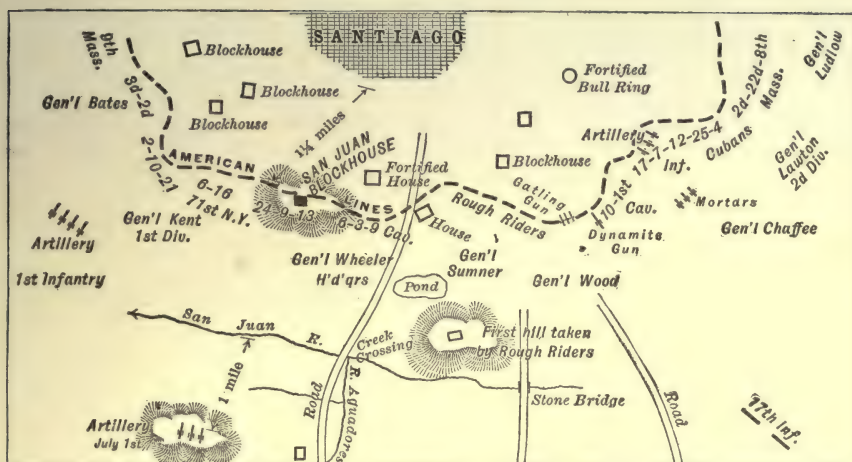 SANTIAGO
9th
Mass.
Blockhouse
Blockhouse
Blockhouse
3d-2d
Gen'l Bates
Fortified
Bull Ring
2d-22d-8th
Mass.
Gen'l
Ludlow
1¼ miles
Artillery
17-7-12-25-4
Inf.
Cubans
Gen'l
Lawton
2d Div.
2-10-21
AMERICAN
LINES
SAN JUAN
BLOCKHOUSE
Fortified
House
Blockhouse
Gatling
Gun
Mortars
6-16
71st N.Y.
24-9-13
6-3-9 Cav.
House
Rough Riders
10-1st
Cav.
Dynamite
Gun
Gen'l Chaffee
Artillery
Gen'l Kent
1st Div.
1st Infantry
Gen'l Wheeler
H'd'qrs
Gen'l
Sumner
Gen'l Wood
Pond
San Juan R.
Creek
Crossing
First hill taken
by Rough Riders
1 mile
Road
R. Aguadores
Stone Bridge
Road
17th Inf.
Artillery
July 1st